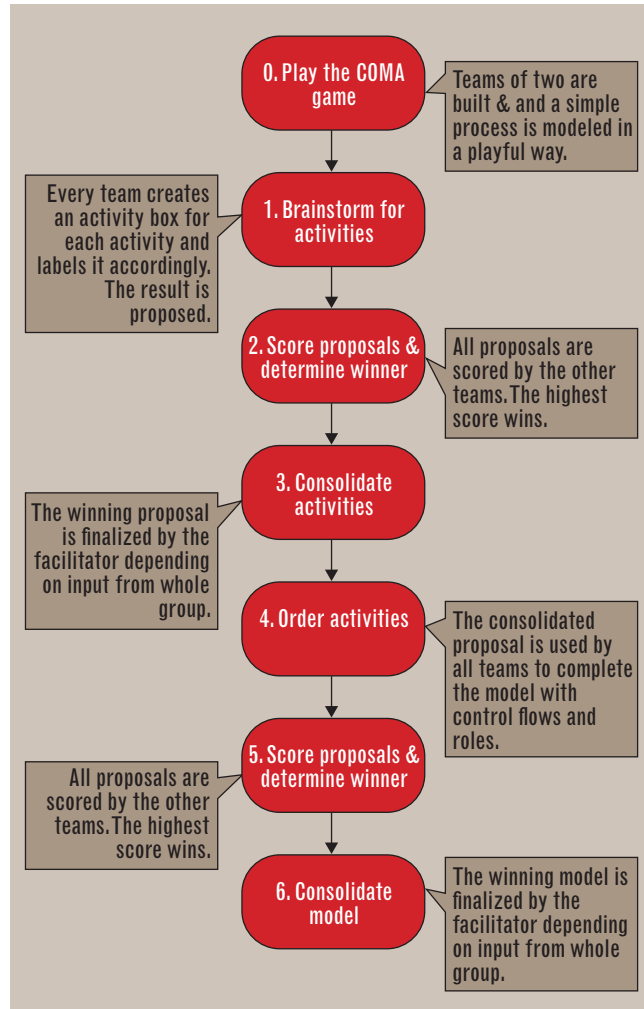 0. Play the COMA
game
Teams of two are
built & and a simple
process is modeled in
a playful way.
1. Brainstorm for
activities
Every team creates
an activity box for
each activity and
labels it accordingly.
The result is
proposed.
2. Score proposals &
determine winner
All proposals are
scored by the other
teams. The highest
score wins.
3. Consolidate
activities
The winning proposal
is finalized by the
facilitator depending
on input from whole
group.
4. Order activities
The consolidated
proposal is used by
all teams to complete
the model with
control flows and
roles.
5. Score proposals &
determine winner
All proposals are
scored by the other
teams. The highest
score wins.
6. Consolidate
model
The winning model is
finalized by the
facilitator depending
on input from whole
group.